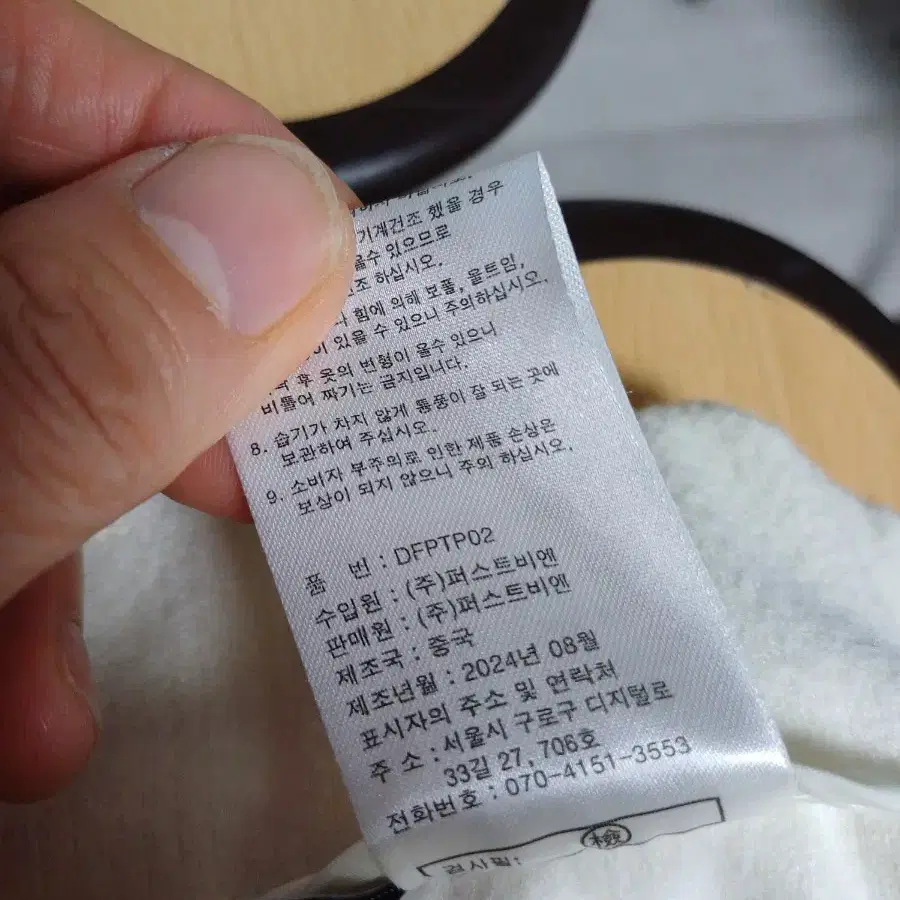 기계건조 했을 경우
있으므로
하십시오.
힘에 의해 보풀, 올트임,
있을 수 있으니 주의하십시오.
후 옷의 변형이 올수 있으니
비틀어 짜기는 금지입니다.
8. 습기가 차지 않게 통풍이 잘 되는 곳에
보관하여 주십시오.
9. 소비자 부주의로 인한 제품 손상은
보상이 되지 않으니 주의 하십시오.
품 번 : DFPTP02
수입원 : (주)퍼스트비엔
판매원 : (주)퍼스트비엔
제조국 : 중국
제조년월 : 2024년 08월
표시자의 주소 및 연락처
주 소 : 서울시 구로구 디지털로
33길 27, 706호
전화번호 : 070-4151-3553
검사필: 檢